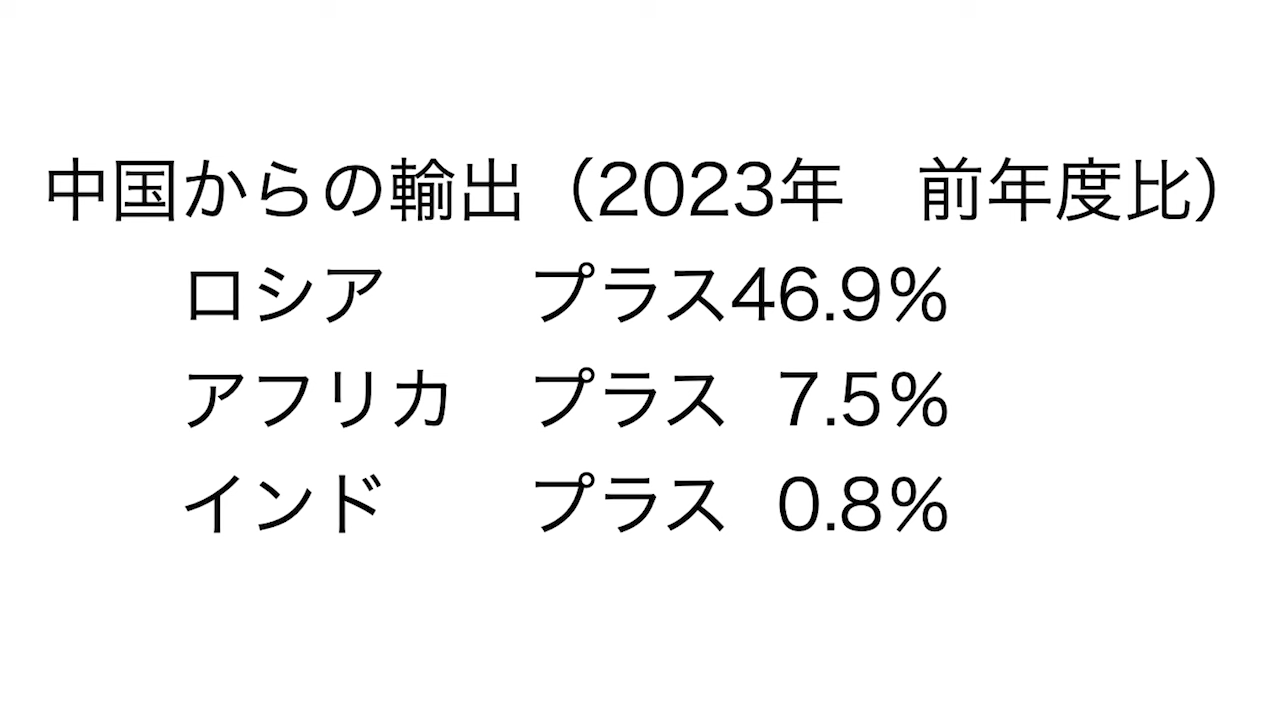 中国からの輸出（2023年　前年度比）
ロシア　　プラス46.9％
アフリカ　プラス 7.5％
インド　　プラス 0.8％